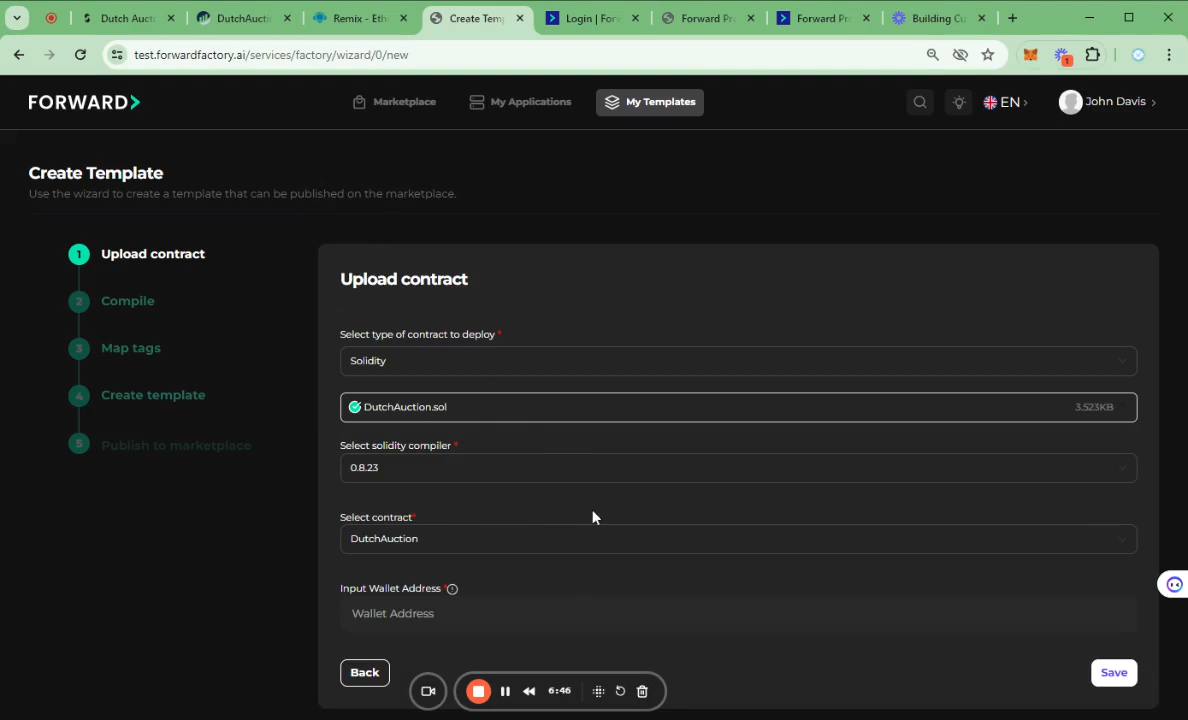 Dutch Aucti
DutchAuctio
Remix - Eth
Create Temp
Login | For
Forward Pr
Forward Pr
Building Cu
test.forwardfactory.ai/services/factory/wizard/0/new
1
FORWARD
Marketplace
My Applications
My Templates
EN
John Davis
Create Template
Use the wizard to create a template that can be published on the marketplace.
1 Upload contract
2 Compile
3 Map tags
4 Create template
5 Publish to marketplace
Upload contract
Select type of contract to deploy *
Solidity
DutchAuction.sol 3.523KB
Select solidity compiler *
0.8.23
Select contract*
DutchAuction
Input Wallet Address *
Wallet Address
Back
Save
6:46